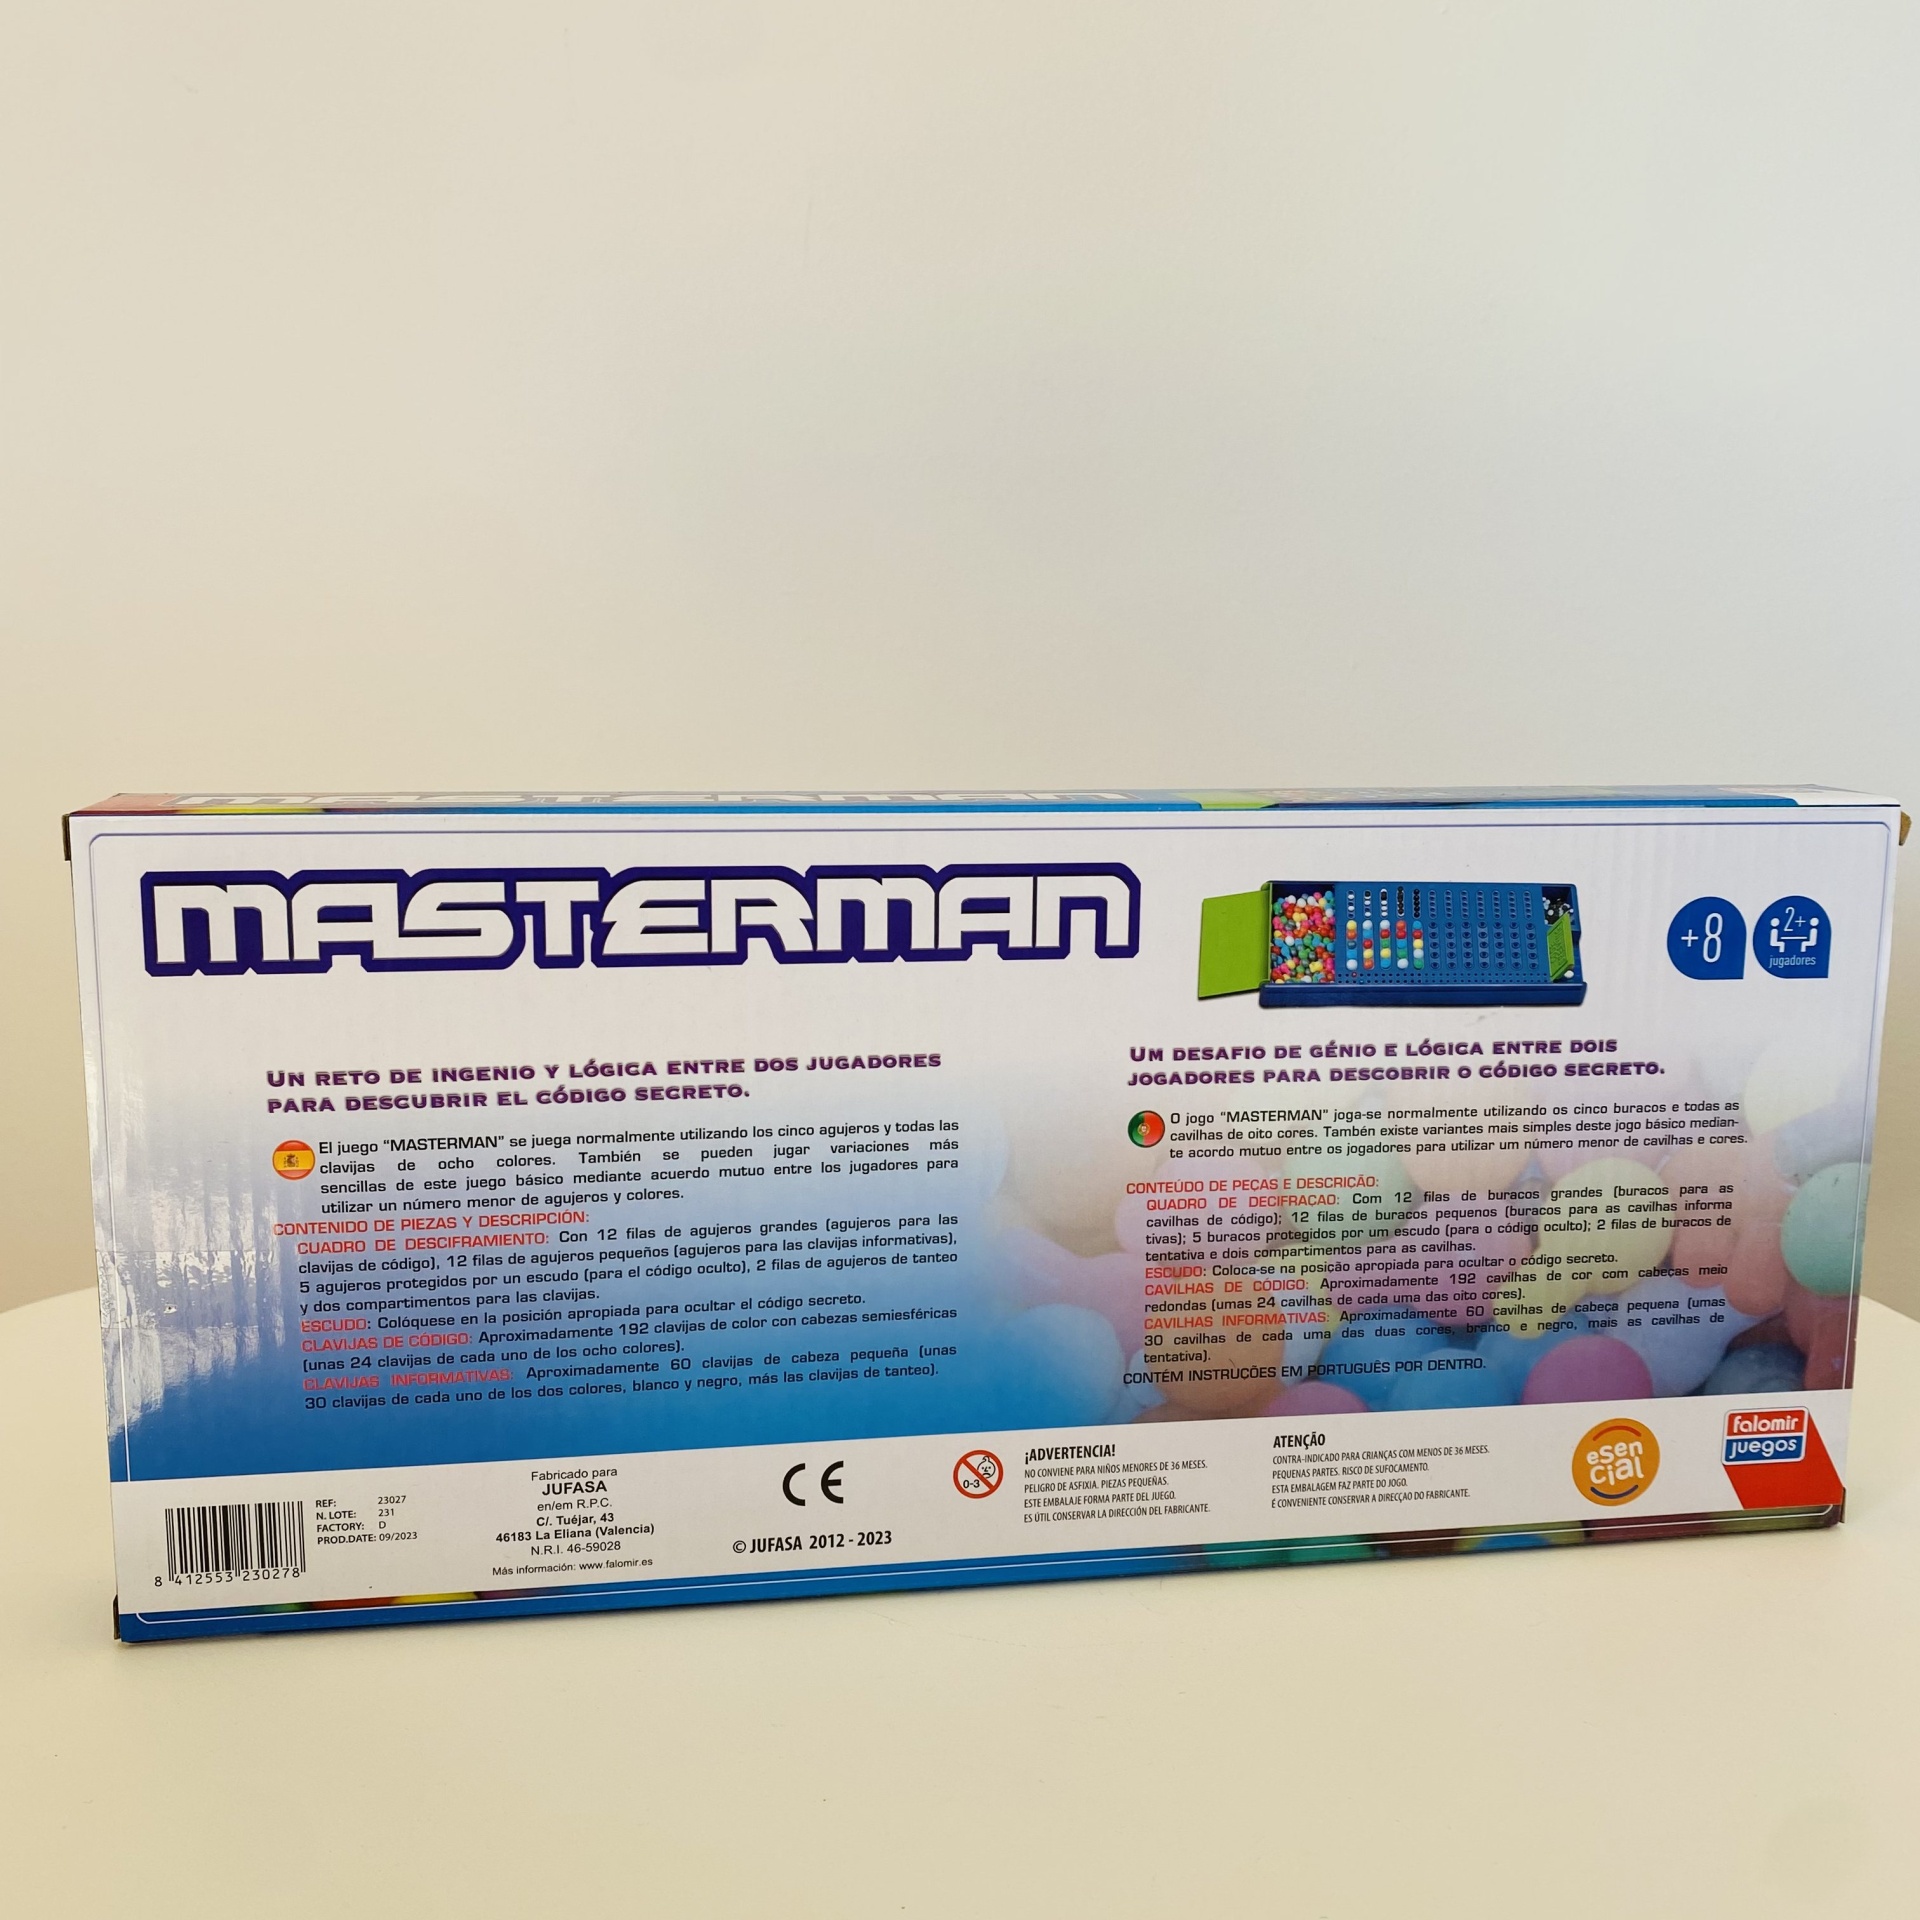 MASTERMAN
MASTERMAN
+8
2+
jugadores
UN RETO DE INGENIO Y LÓGICA ENTRE DOS JUGADORES
PARA DESCUBRIR EL CÓDIGO SECRETO.
El juego “MASTERMAN” se juega normalmente utilizando los cinco agujeros y todas las
clavijas de ocho colores. También se pueden jugar variaciones más
sencillas de este juego básico mediante acuerdo mutuo entre los jugadores para
utilizar un número menor de agujeros y colores.
CONTENIDO DE PIEZAS Y DESCRIPCIÓN:
CUADRO DE DESCIFRAMIENTO: Con 12 filas de agujeros grandes (agujeros para las
clavijas de código), 12 filas de agujeros pequeños (agujeros para las clavijas informativas),
5 agujeros protegidos por un escudo (para el código oculto), 2 filas de agujeros de tanteo
y dos compartimentos para las clavijas.
ESCUDO: Colóquese en la posición apropiada para ocultar el código secreto.
CLAVIJAS DE CÓDIGO: Aproximadamente 192 clavijas de color con cabezas semiesféricas
(unas 24 clavijas de cada uno de los ocho colores).
CLAVIJAS INFORMATIVAS: Aproximadamente 60 clavijas de cabeza pequeña (unas
30 clavijas de cada uno de los dos colores, blanco y negro, más las clavijas de tanteo).
UM DESAFIO DE GÉNIO E LÓGICA ENTRE DOIS
JOGADORES PARA DESCOBRIR O CÓDIGO SECRETO.
O jogo “MASTERMAN” joga-se normalmente utilizando os cinco buracos e todas as
cavilhas de oito cores. També́n existe variantes mais simples deste jogo básico median-
te acordo mutuo entre os jogadores para utilizar um número menor de cavilhas e cores.
CONTEÚDO DE PEÇAS E DESCRIÇÃO:
QUADRO DE DECIFRAÇAO: Com 12 filas de buracos grandes (buracos para as
cavilhas de código); 12 filas de buracos pequenos (buracos para as cavilhas informa
tivas); 5 buracos protegidos por um escudo (para o código oculto); 2 filas de buracos de
tentativa e dois compartimentos para as cavilhas.
ESCUDO: Coloca-se na posição apropiada para ocultar o código secreto.
CAVILHAS DE CÓDIGO: Aproximadamente 192 cavilhas de cor com cabeças meio
redondas (umas 24 cavilhas de cada uma das oito cores).
CAVILHAS INFORMATIVAS: Aproximadamente 60 cavilhas de cabeça pequena (umas
30 cavilhas de cada uma das duas cores, branco e negro, mais as cavilhas de
tentativa).
CONTÉM INSTRUCÕES EM PORTUGUÊS POR DENTRO.
8 412553 230278
REF: 23027
N. LOTE: 231
FACTORY: D
PROD.DATE: 09/2023
Fabricado para
JUFASA
en/em R.P.C.
C/. Tuéjar, 43
46183 La Eliana (Valencia)
N.R.I. 46-59028
Más información: www.falomir.es
CE
© JUFASA 2012 - 2023
0-3
¡ADVERTENCIA!
NO CONVIENE PARA NIÑOS MENORES DE 36 MESES.
PELIGRO DE ASFIXIA. PIEZAS PEQUEÑAS.
ESTE EMBALAJE FORMA PARTE DEL JUEGO.
ES ÚTIL CONSERVAR LA DIRECCIÓN DEL FABRICANTE.
ATENÇÃO
CONTRA-INDICADO PARA CRIANÇAS COM MENOS DE 36 MESES.
PEQUENAS PARTES. RISCO DE SUFOCAMENTO.
ESTA EMBALAGEM FAZ PARTE DO JOGO.
É CONVENIENTE CONSERVAR A DIRECÇAO DO FABRICANTE.
esen
cial
falomir
juegos